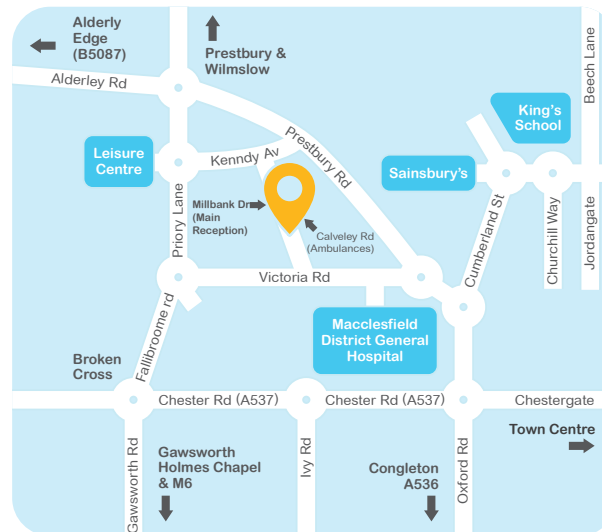 Alderly
Edge
(B5087)
Prestbury &
Wilmslow
Beech Lane
Alderley Rd
King's
School
Prestbury Rd
Leisure
Centre
Kenndy Av
Sainsbury's
Millbank Dr
(Main
Reception)
Priory Lane
Calveley Rd
(Ambulances)
Cumberland St
Churchill Way
Jordangate
Victoria Rd
Macclesfield
District General
Hospital
Fallibroome rd
Broken
Cross
Chester Rd (A537)
Chester Rd (A537)
Chestergate
Town Centre
Gawsworth Rd
Gawsworth
Holmes Chapel
& M6
Ivy Rd
Congleton
A536
Oxford Rd